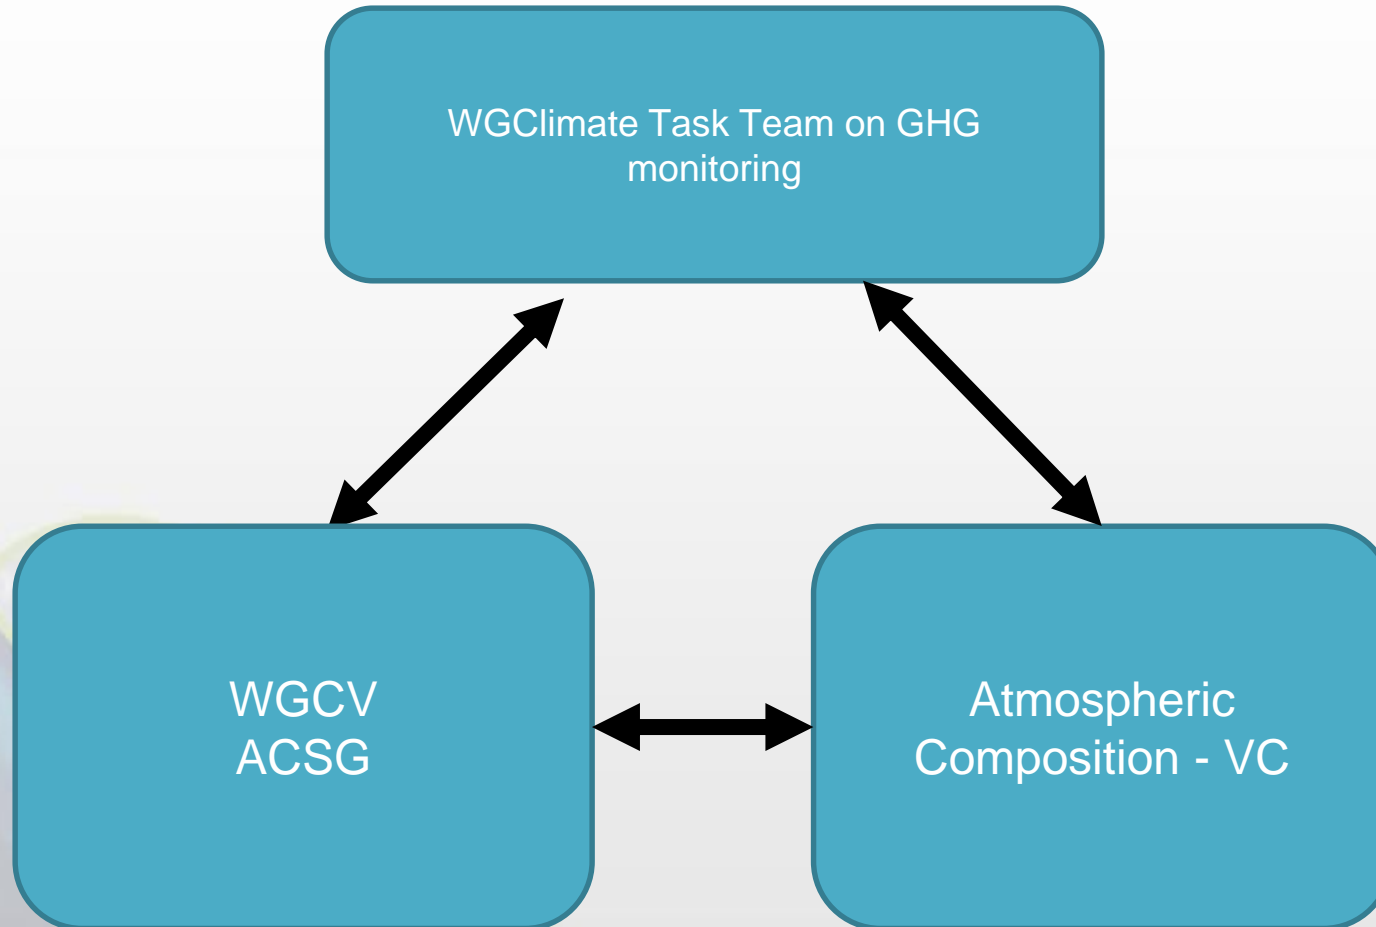 WGClimate Task Team on GHG
monitoring
WGCV
ACSG
Atmospheric
Composition - VC